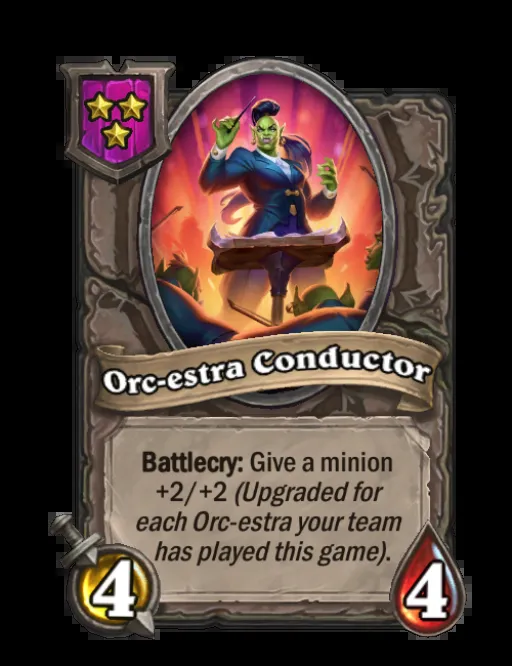 Orc-estra Conductor
Battlecry: Give a minion
+2/+2 (Upgraded for
each Orc-estra your team
has played this game).
4
4